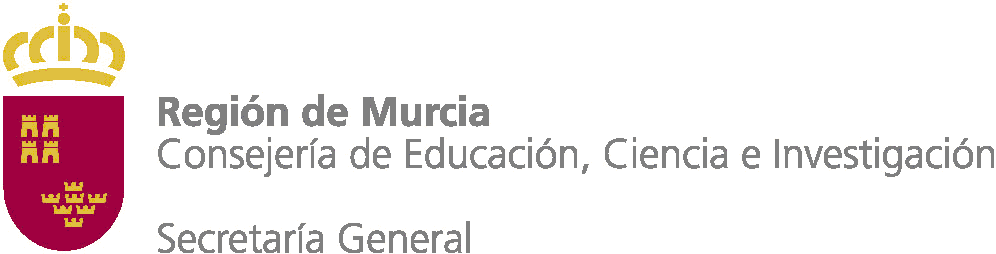 Región de Murcia
Consejería de Educación, Ciencia e Investigación
Secretaría General